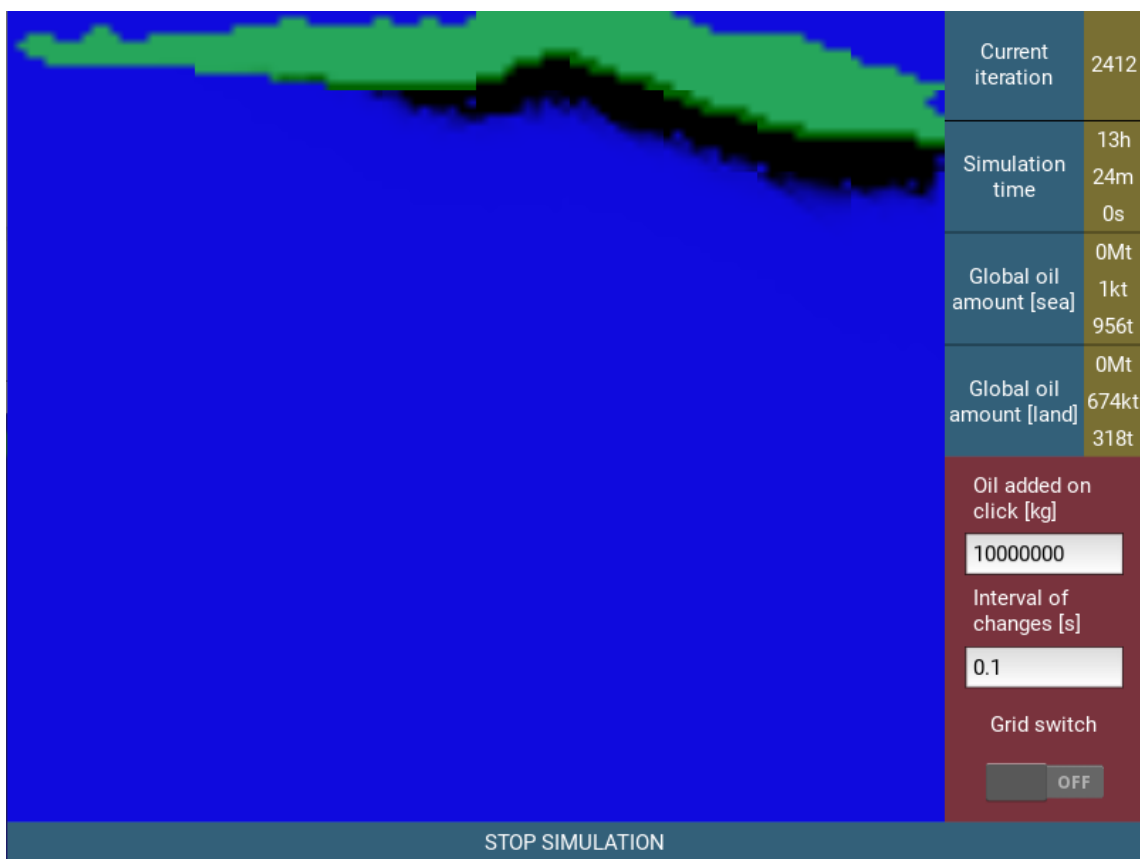 Current
iteration
2412
Simulation
time
13h
24m
0s
Global oil
amount [sea]
0Mt
1kt
956t
Global oil
amount [land]
0Mt
674kt
318t
Oil added on
click [kg]
10000000
Interval of
changes [s]
0.1
Grid switch
OFF
STOP SIMULATION